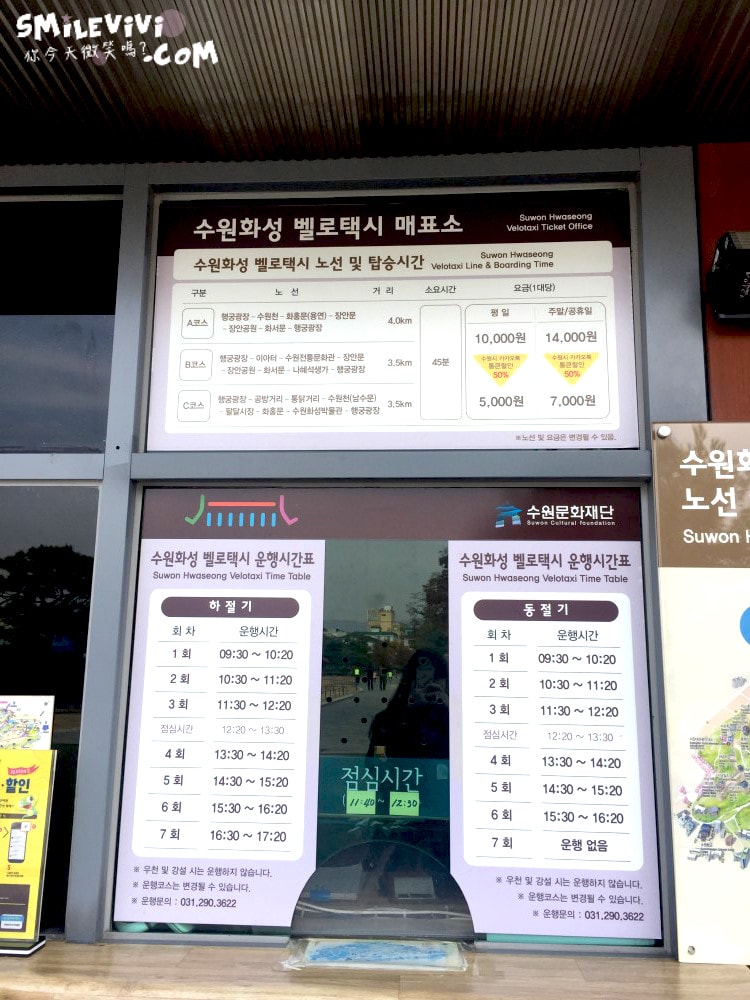 SMILEVIVI
你今天微笑嗎?
.COM
수원화성 벨로택시 매표소
Suwon Hwaseong
Velotaxi Ticket Office
수원화성 벨로택시 노선 및 탑승시간
Suwon Hwaseong
Velotaxi Line & Boarding Time
구분 노 선 거 리 소요시간 요금(1대당)
평 일 주말/공휴일
A코스 행궁광장 - 수원천 - 화홍문(용연) - 장안문
- 장안공원 - 화서문 - 행궁광장 4.0km
B코스 행궁광장 - 이아터 - 수원전통문화관 - 장안문
- 장안공원 - 화서문 - 나혜석생가 - 행궁광장 3.5km
C코스 행궁광장 - 공방거리 - 통닭거리 - 수원천(남수문)
- 팔달시장 - 화홍문 - 수원화성박물관 - 행궁광장 3.5km
45분
10,000원 14,000원
수원시 카카오톡 수원시 카카오톡
통큰할인 통큰할인
50% 50%
5,000원 7,000원
※노선 및 요금은 변경될 수 있음.
수원문화재단
Suwon Cultural foundation
수원화성 벨로택시 운행시간표
Suwon Hwaseong Velotaxi Time Table
하 절 기
회 차 운행시간
1 회 09:30 ~ 10:20
2 회 10:30 ~ 11:20
3 회 11:30 ~ 12:20
점심시간 12:20 ~ 13:30
4 회 13:30 ~ 14:20
5 회 14:30 ~ 15:20
6 회 15:30 ~ 16:20
7 회 16:30 ~ 17:20
※ 우천 및 강설 시는 운행하지 않습니다.
※ 운행코스는 변경될 수 있습니다.
※ 운행문의 : 031.290.3622
점심시간
11:40 ~ 12:30
수원화성 벨로택시 운행시간표
Suwon Hwaseong Velotaxi Time Table
동 절 기
회 차 운행시간
1 회 09:30 ~ 10:20
2 회 10:30 ~ 11:20
3 회 11:30 ~ 12:20
점심시간 12:20 ~ 13:30
4 회 13:30 ~ 14:20
5 회 14:30 ~ 15:20
6 회 15:30 ~ 16:20
7 회 운행 없음
※ 우천 및 강설 시는 운행하지 않습니다.
※ 운행코스는 변경될 수 있습니다.
※ 운행문의 : 031.290.3622
수원화
노선
Suwon H
할인